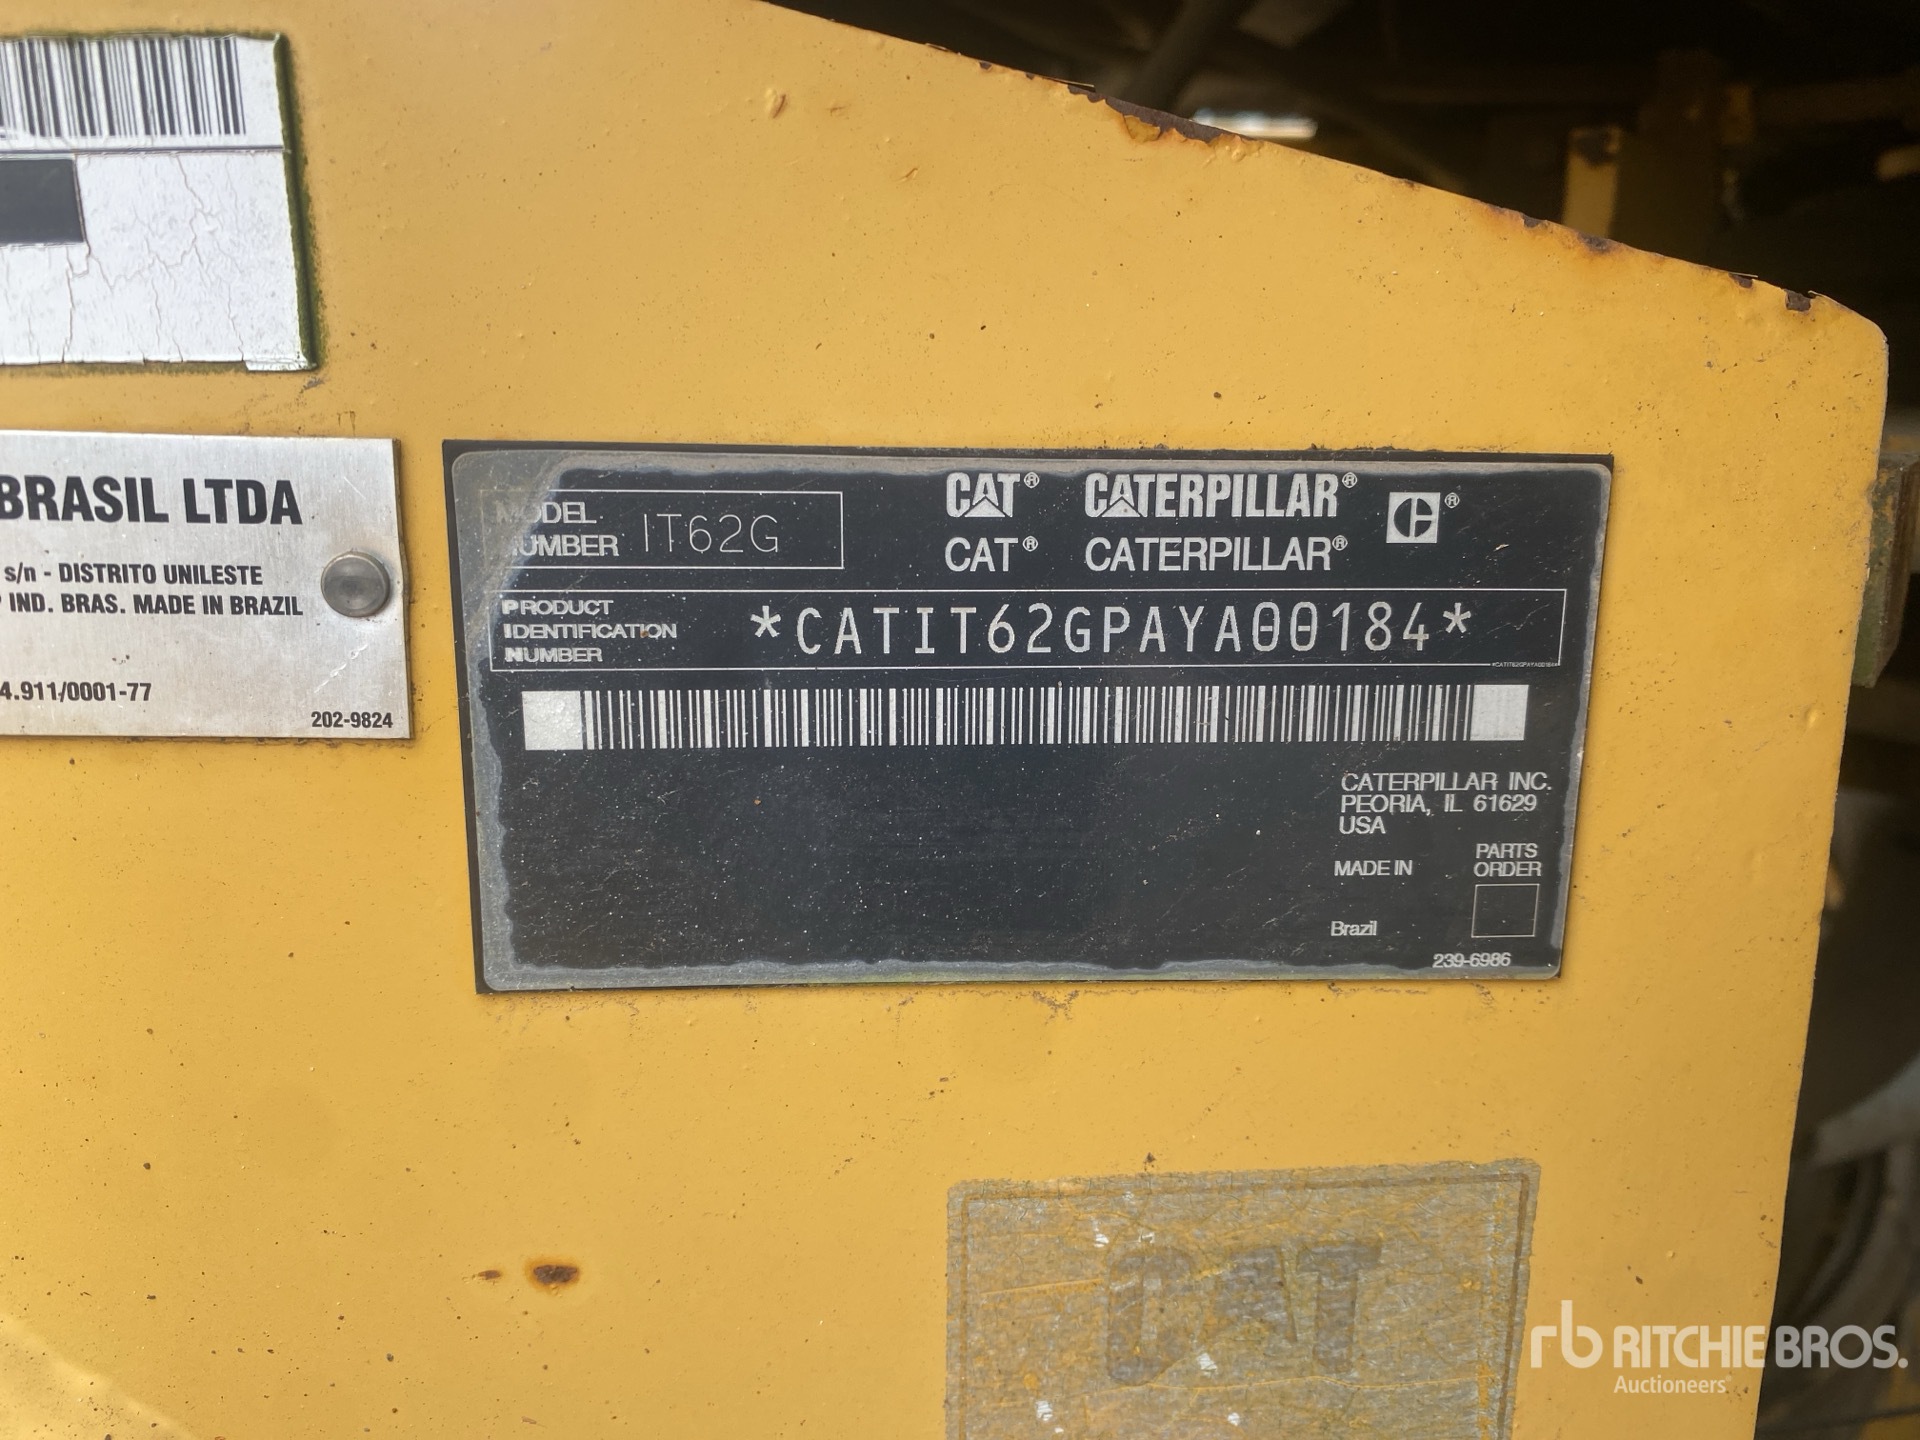 BRASIL LTDA
s/n - DISTRITO UNILESTE
IND. BRAS. MADE IN BRAZIL
4.911/0001-77
202-9824
MODEL
NUMBER IT62G
CAT® CATERPILLAR® ®
CAT® CATERPILLAR®
PRODUCT
IDENTIFICATION
NUMBER
*CATIT62GPAYA00184*
*CATIT62GPAYA00184*
CATERPILLAR INC.
PEORIA, IL 61629
USA
MADE IN
PARTS
ORDER
Brazil
239-6986
CAT
rb RITCHIE BROS.
Auctioneers